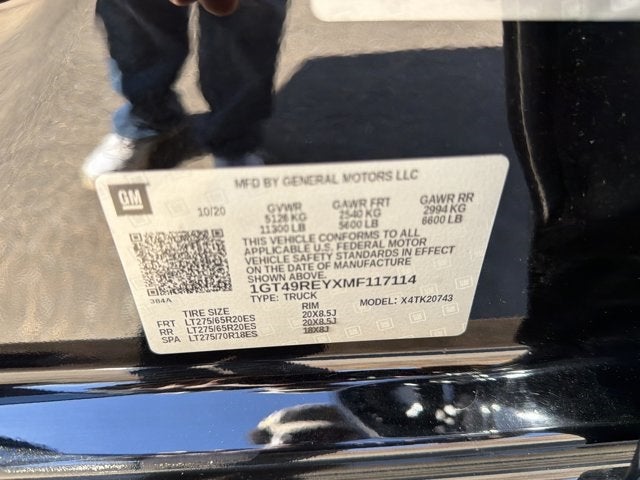 MFD BY GENERAL MOTORS LLC
GM
10/20
GVWR GAWR FRT GAWR RR
5126 KG 2540 KG 2994 KG
11300 LB 5600 LB 6600 LB
THIS VEHICLE CONFORMS TO ALL
APPLICABLE U.S. FEDERAL MOTOR
VEHICLE SAFETY STANDARDS IN EFFECT
ON THE DATE OF MANUFACTURE
SHOWN ABOVE.
1GT49REYXMF117114
TYPE: TRUCK MODEL: X4TK20743
3B4A
TIRE SIZE RIM
FRT LT275/65R20ES 20X8.5J
RR LT275/65R20ES 20X8.5J
SPA LT275/70R18ES 18X8J